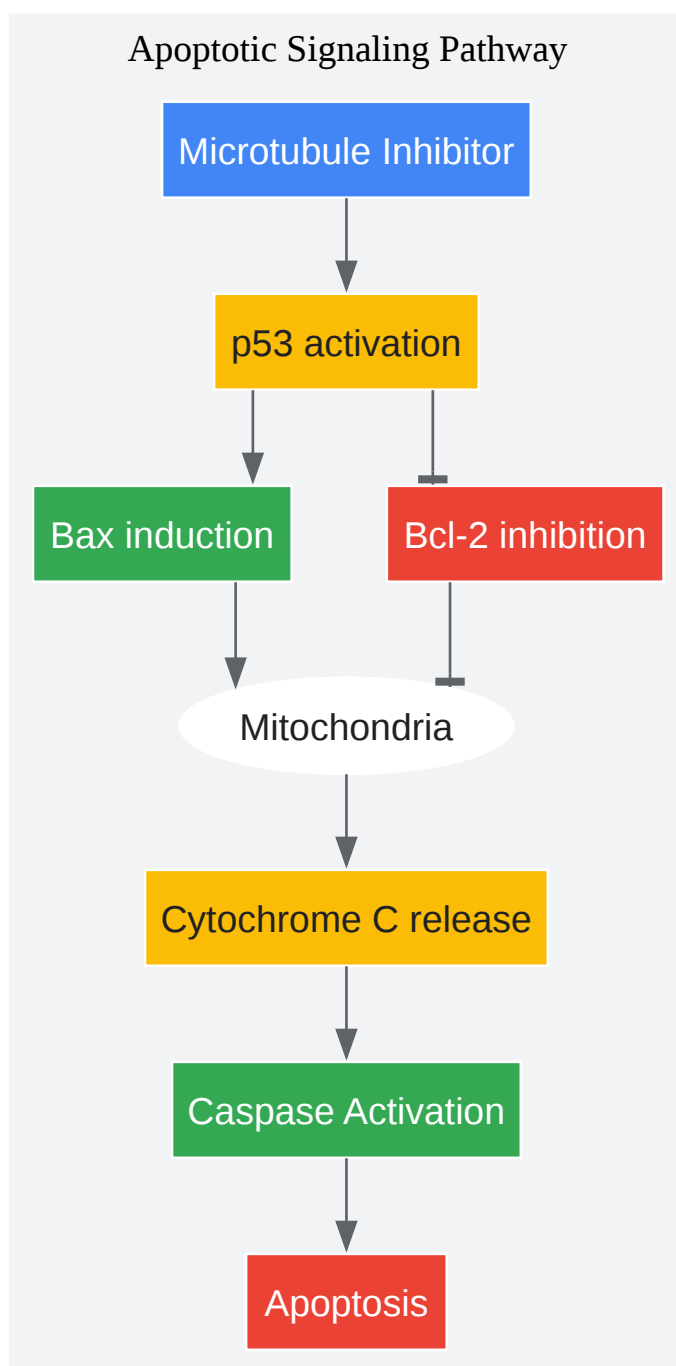 Apoptotic Signaling Pathway
Microtubule Inhibitor
p53 activation
Bax induction
Bcl-2 inhibition
Mitochondria
Cytochrome C release
Caspase Activation
Apoptosis